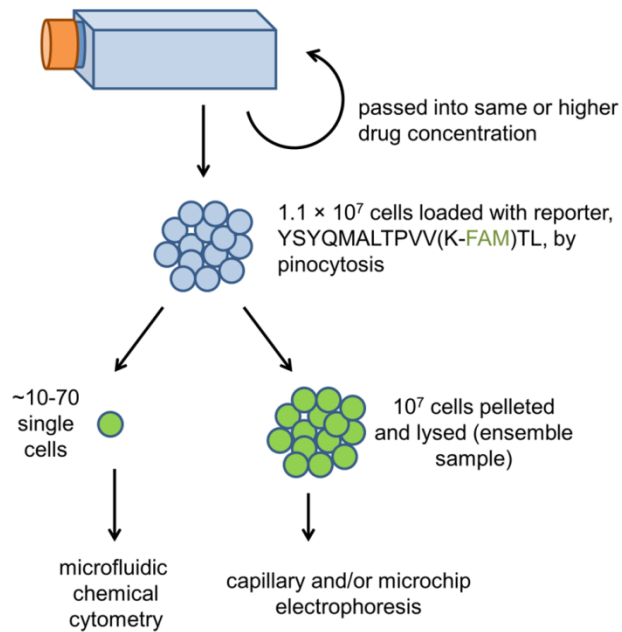 passed into same or higher
drug concentration
1.1 × 10⁷ cells loaded with reporter,
YSYQMALTPVV(K-FAM)TL, by
pinocytosis
~10-70
single
cells
10⁷ cells pelleted
and lysed (ensemble
sample)
microfluidic
chemical
cytometry
capillary and/or microchip
electrophoresis